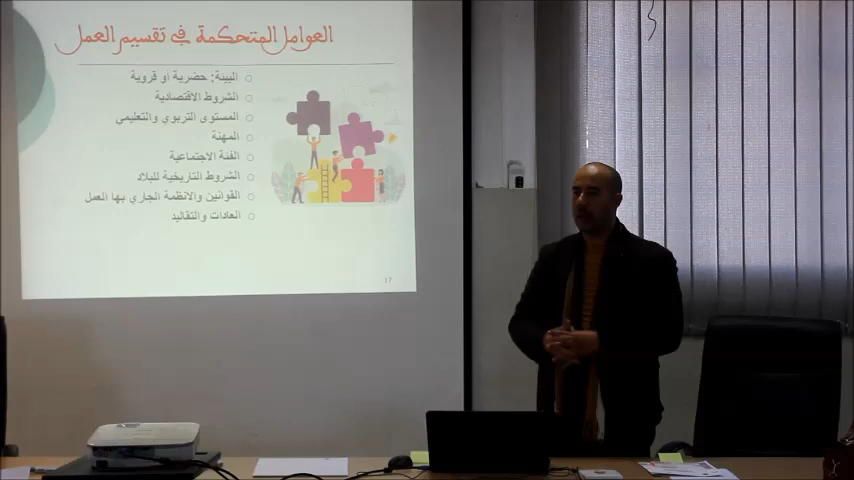 العوامل المتحكمة في تقسيم العمل
البيئة: حضرية أو قروية
الشروط الاقتصادية
المستوى التربوي والتعليمي
المهنة
الفئة الاجتماعية
الشروط التاريخية للبلاد
القوانين والانظمة الجاري بها العمل
العادات والتقاليد
17